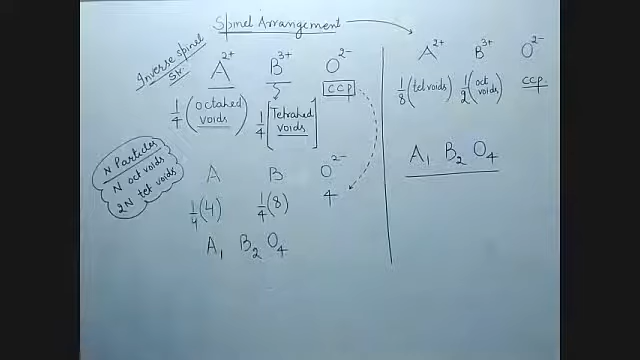 Spinel Arrangement
Inverse spinel
Str.
A²⁺ B³⁺ O²⁻
CCP
1/4 (octahed voids) 1/4 [Tetrahed voids]
N Particles
N oct voids
2N tet voids
A B O²⁻
1/4(4) 1/4(8) 4
A₁ B₂ O₄
A²⁺ B³⁺ O²⁻
1/8 (tet voids) 1/2 (oct voids) CCP
A₁ B₂ O₄